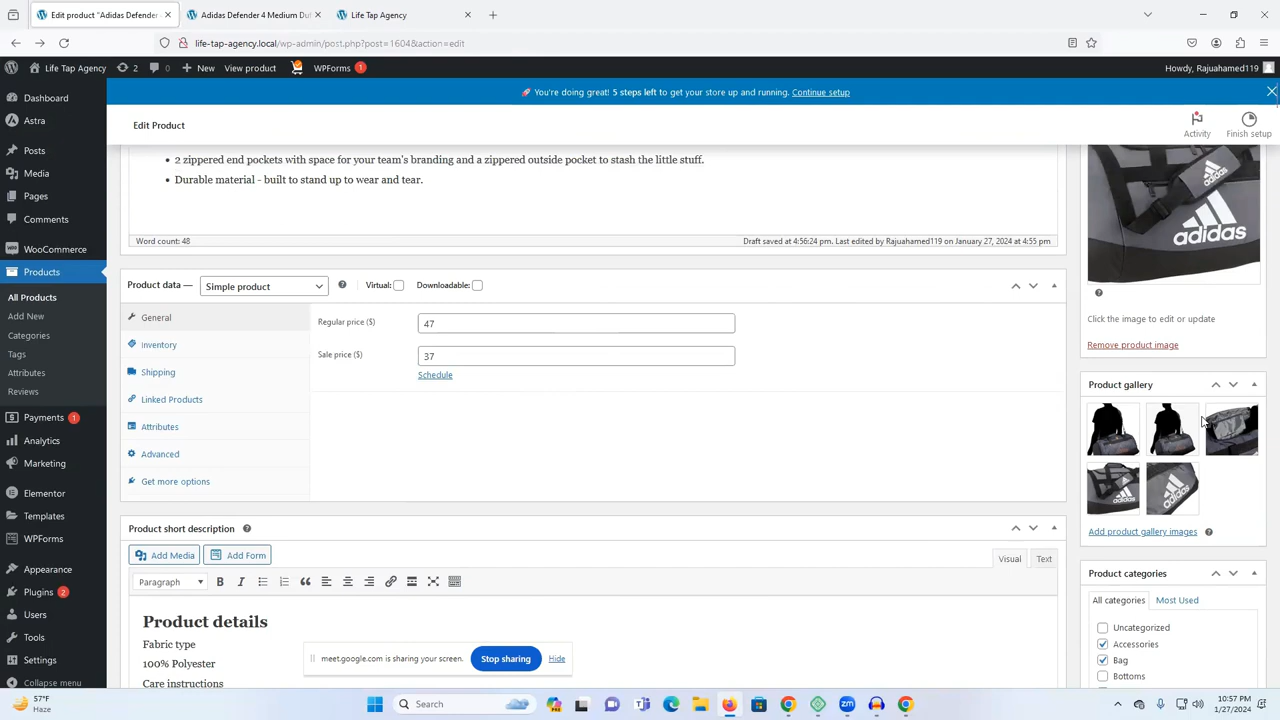 Edit product "Adidas Defender
Adidas Defender 4 Medium Duf
Life Tap Agency
life-tap-agency.local/wp-admin/post.php?post=1604&action=edit
Life Tap Agency
2
0
New
View product
WPForms
1
Howdy, Rajuahamed119
Dashboard
Astra
Posts
Media
Pages
Comments
WooCommerce
Products
All Products
Add New
Categories
Tags
Attributes
Reviews
Payments 1
Analytics
Marketing
Elementor
Templates
WPForms
Appearance
Plugins 2
Users
Tools
Settings
Collapse menu
You're doing great! 5 steps left to get your store up and running. Continue setup
Edit Product
Activity
Finish setup
2 zippered end pockets with space for your team's branding and a zippered outside pocket to stash the little stuff.
Durable material - built to stand up to wear and tear.
Word count: 48
Draft saved at 4:56:24 pm. Last edited by Rajuahamed119 on January 27, 2024 at 4:55 pm
Product data — Simple product
Virtual:
Downloadable:
General
Inventory
Shipping
Linked Products
Attributes
Advanced
Get more options
Regular price ($)
47
Sale price ($)
37
Schedule
Product short description
Add Media
Add Form
Visual
Text
Paragraph
Product details
Fabric type
100% Polyester
Care instructions
meet.google.com is sharing your screen.
Stop sharing
Hide
adidas
adidas
Click the image to edit or update
Remove product image
Product gallery
Add product gallery images
Product categories
All categories
Most Used
Uncategorized
Accessories
Bag
Bottoms
57°F
Haze
Search
10:57 PM
1/27/2024